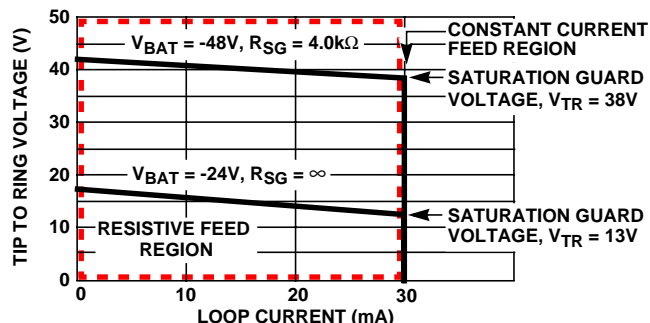 50
40
30
20
10
0
TIP TO RING VOLTAGE (V)
V_BAT = -48V, R_SG = 4.0kΩ
CONSTANT CURRENT
FEED REGION
SATURATION GUARD
VOLTAGE, V_TR = 38V
V_BAT = -24V, R_SG = ∞
RESISTIVE FEED
REGION
SATURATION GUARD
VOLTAGE, V_TR = 13V
0 10 20 30
LOOP CURRENT (mA)